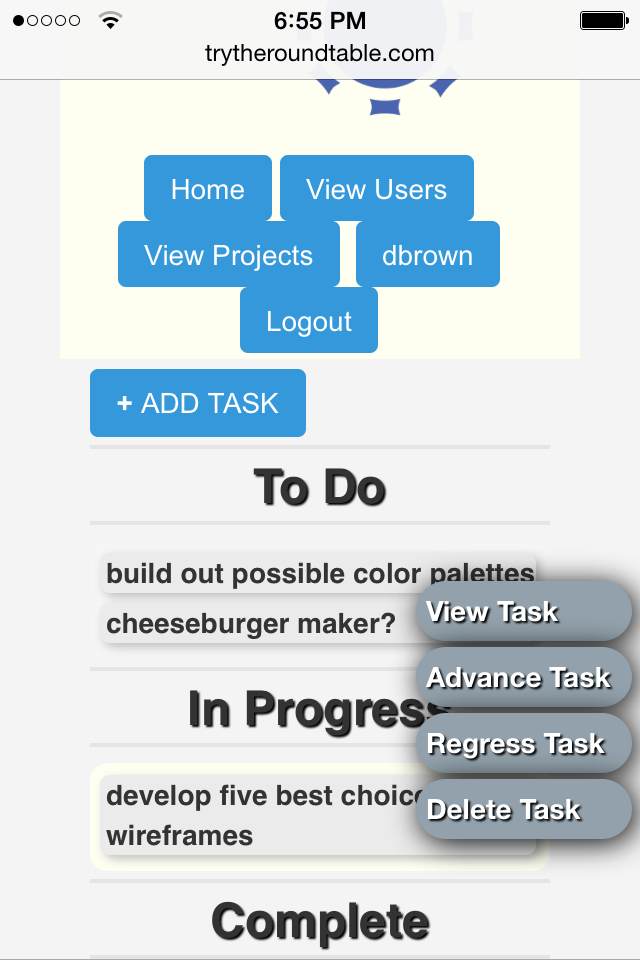 6:55 PM
trytheroundtable.com
Home
View Users
View Projects
dbrown
Logout
+ ADD TASK
To Do
build out possible color palettes
cheeseburger maker?
View Task
Advance Task
Regress Task
Delete Task
In Progress
develop five best choic
wireframes
Complete